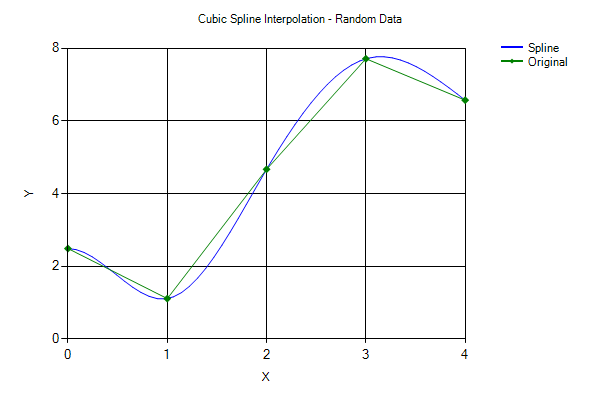 Cubic Spline Interpolation - Random Data
Spline
Original
8
6
4
2
0
Y
0 1 2 3 4
X